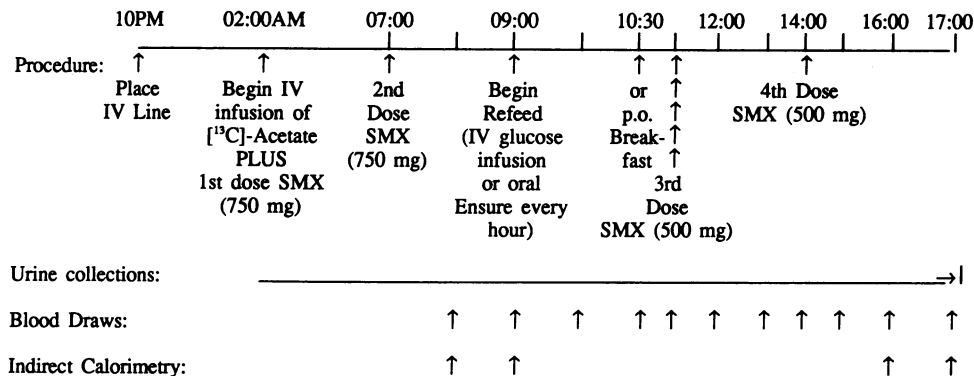 10PM 02:00AM 07:00 09:00 10:30 12:00 14:00 16:00 17:00
Procedure:
Place
IV Line
Begin IV
infusion of
[¹³C]-Acetate
PLUS
1st dose SMX
(750 mg)
2nd
Dose
SMX
(750 mg)
Begin
Refeed
(IV glucose
infusion
or oral
Ensure every
hour)
or
p.o.
Break-
fast
3rd
Dose
SMX (500 mg)
4th Dose
SMX (500 mg)
Urine collections:
Blood Draws:
Indirect Calorimetry: